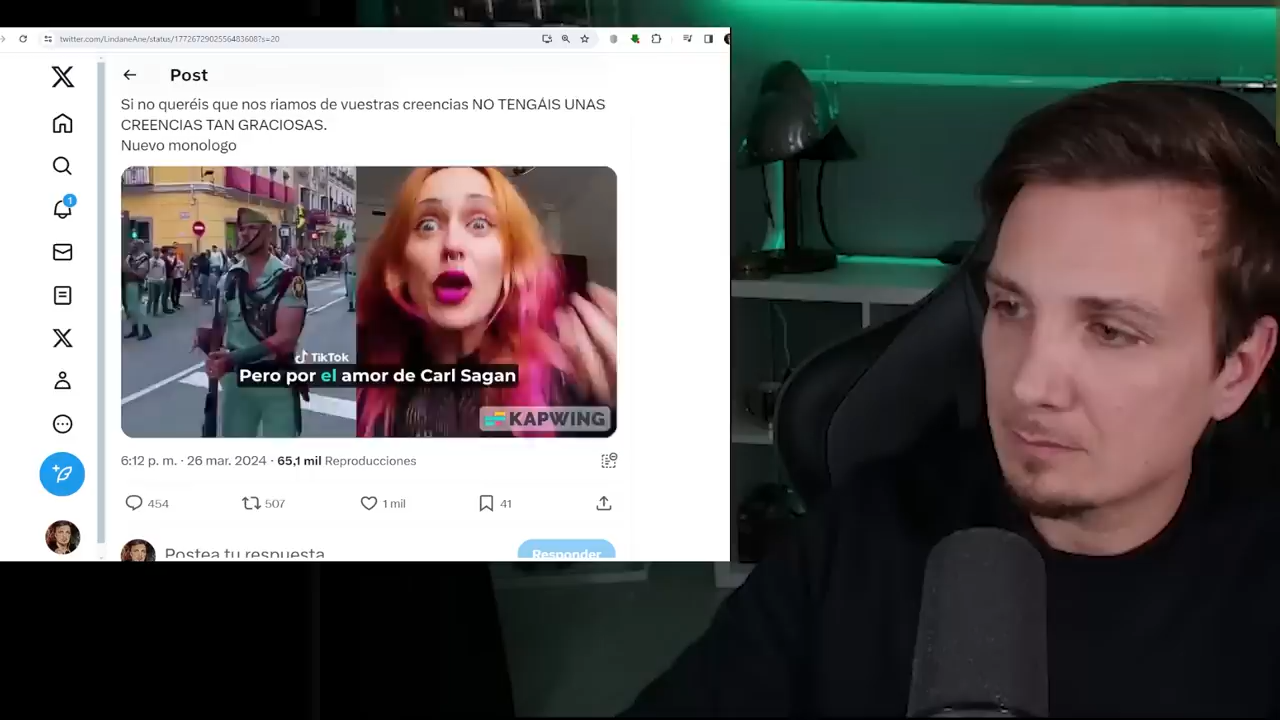 twitter.com/LindaneAne/status/1772672902556483608?s=20
Post
Si no queréis que nos riamos de vuestras creencias NO TENGÁIS UNAS
CREENCIAS TAN GRACIOSAS.
Nuevo monologo
TikTok
Pero por el amor de Carl Sagan
KAPWING
6:12 p. m. · 26 mar. 2024 · 65,1 mil Reproducciones
454
507
1 mil
41
1
Postea tu respuesta
Responder